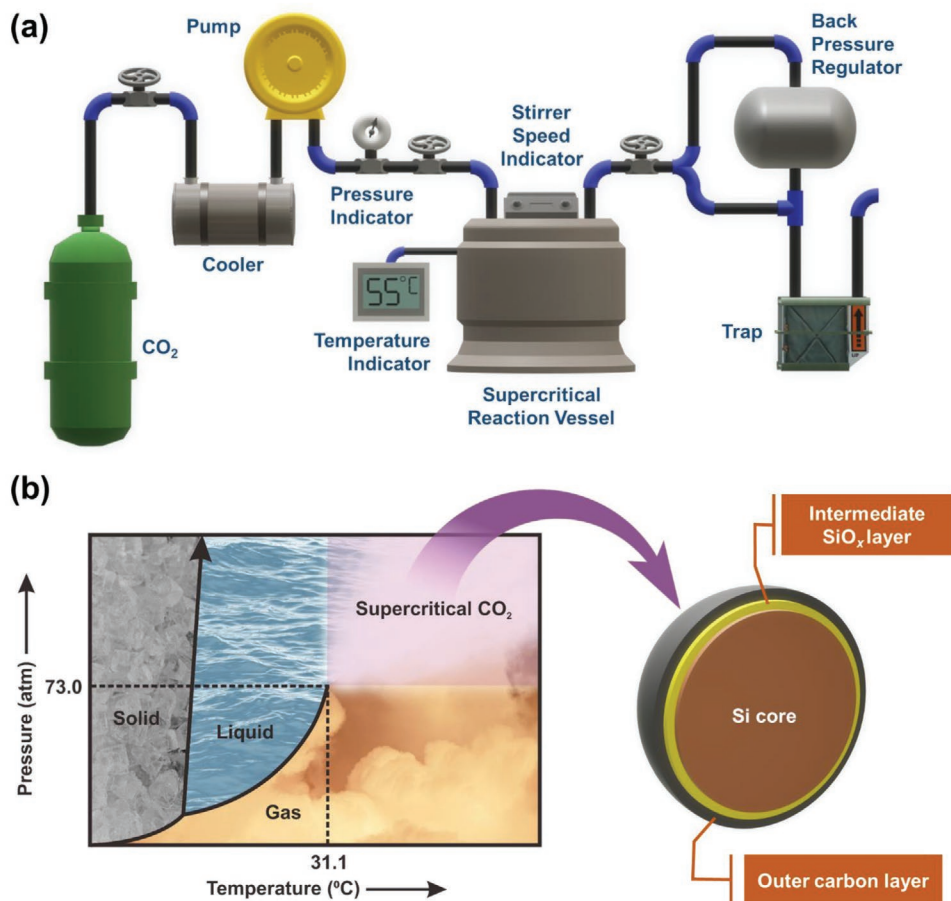 (a)
Pump
Back
Pressure
Regulator
Stirrer
Speed
Indicator
Pressure
Indicator
Cooler
55°C
CO₂
Temperature
Indicator
Trap
UP
Supercritical
Reaction Vessel
(b)
Intermediate
SiOₓ layer
Supercritical CO₂
Pressure (atm)
73.0
Solid
Liquid
Gas
Si core
31.1
Temperature (ºC)
Outer carbon layer